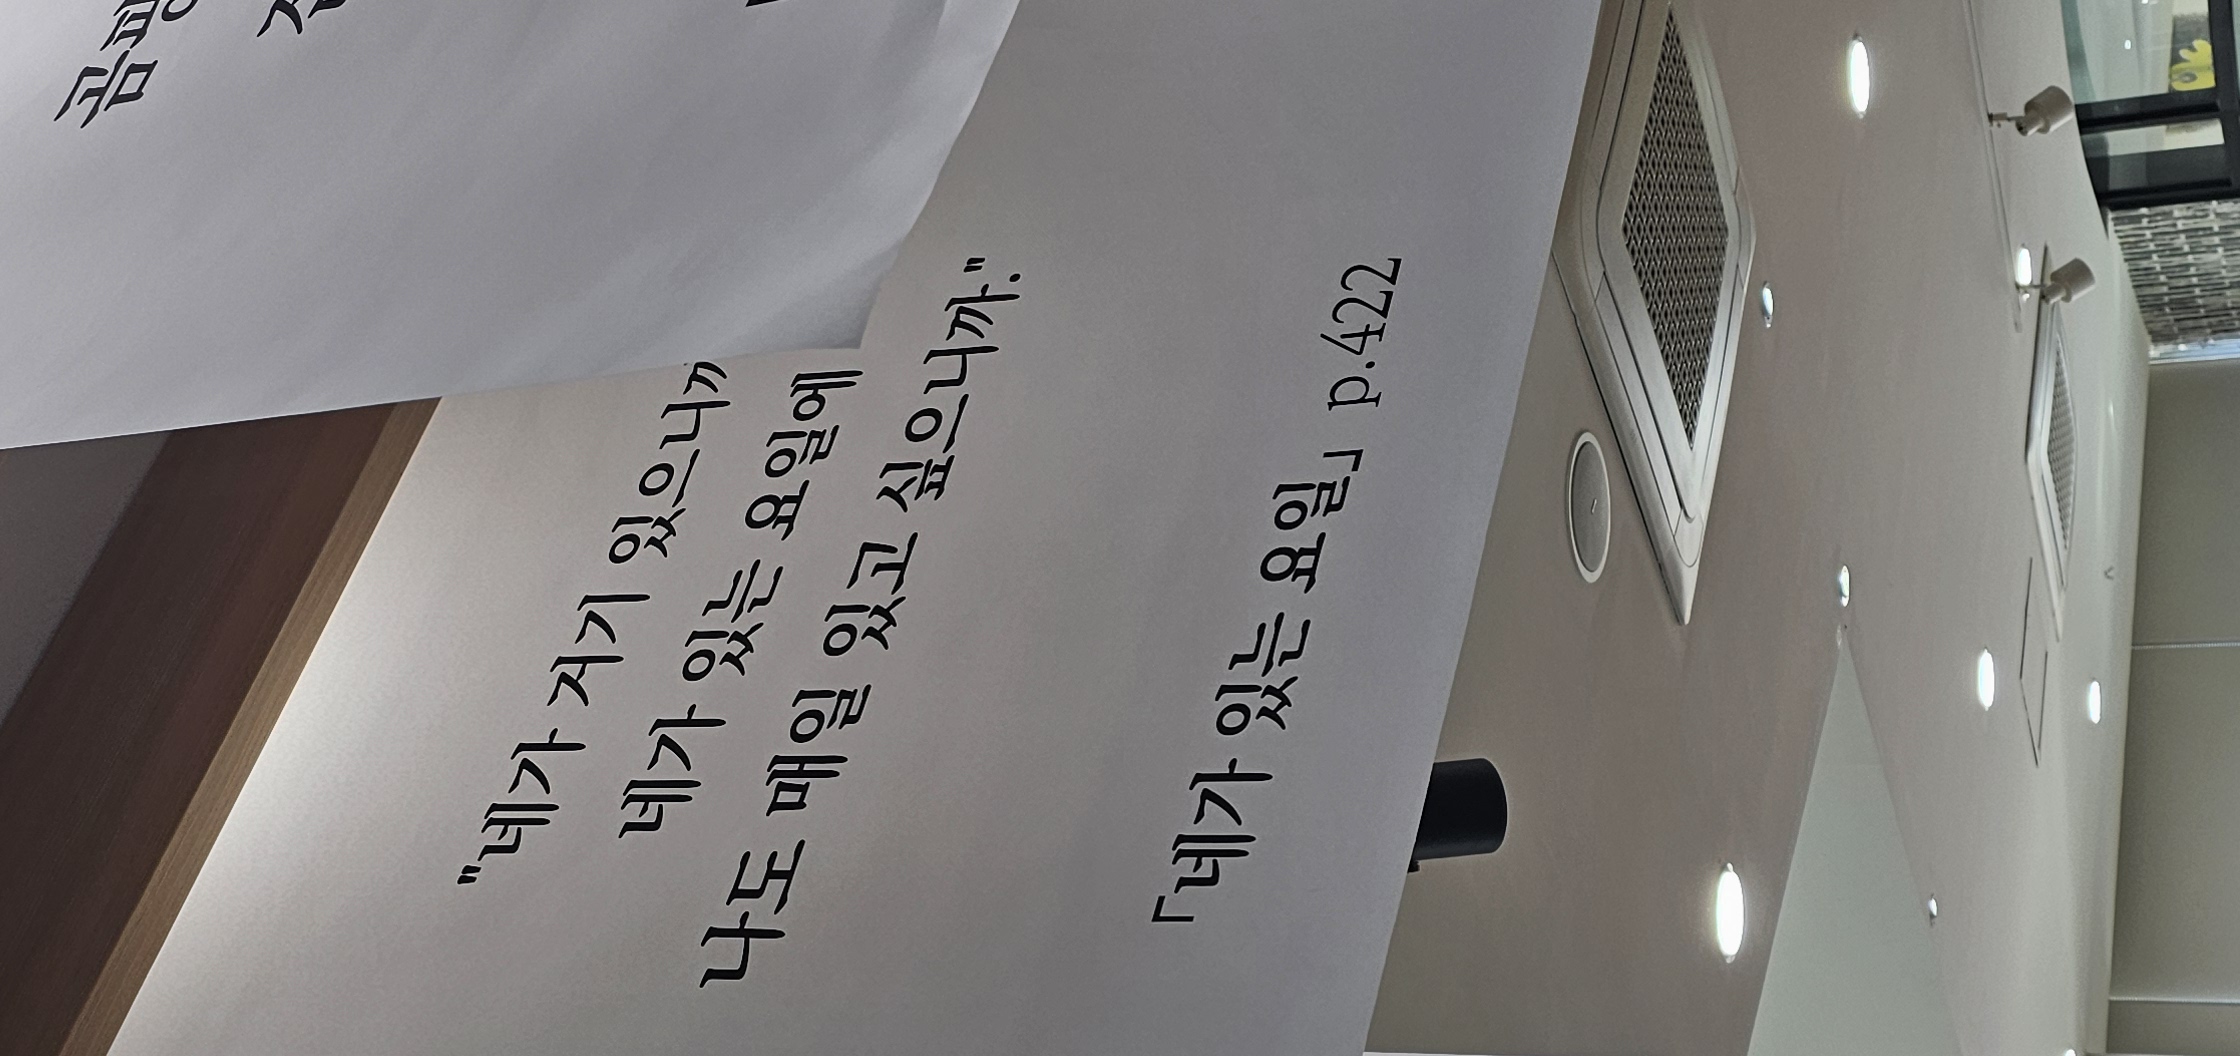 "네가 저기 있으니까
네가 있는 요일에
나도 매일 있고 싶으니까."
「네가 있는 요일」 p.422
곰